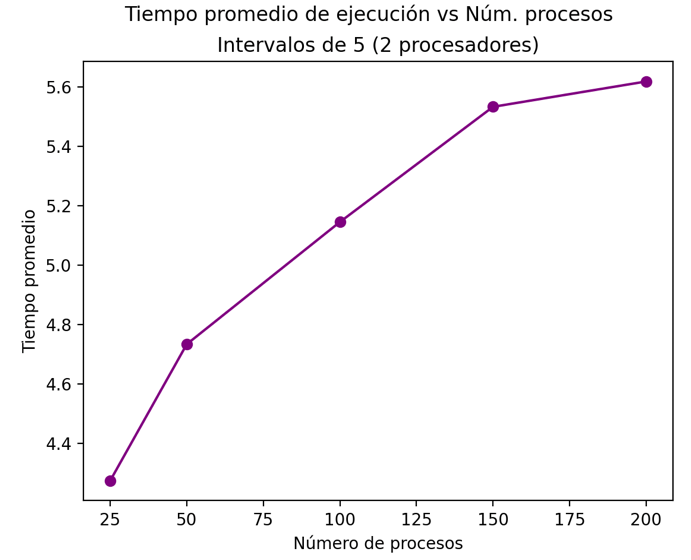 Tiempo promedio de ejecución vs Núm. procesos
Intervalos de 5 (2 procesadores)
5.6
5.4
5.2
5.0
4.8
4.6
4.4
Tiempo promedio
25 50 75 100 125 150 175 200
Número de procesos